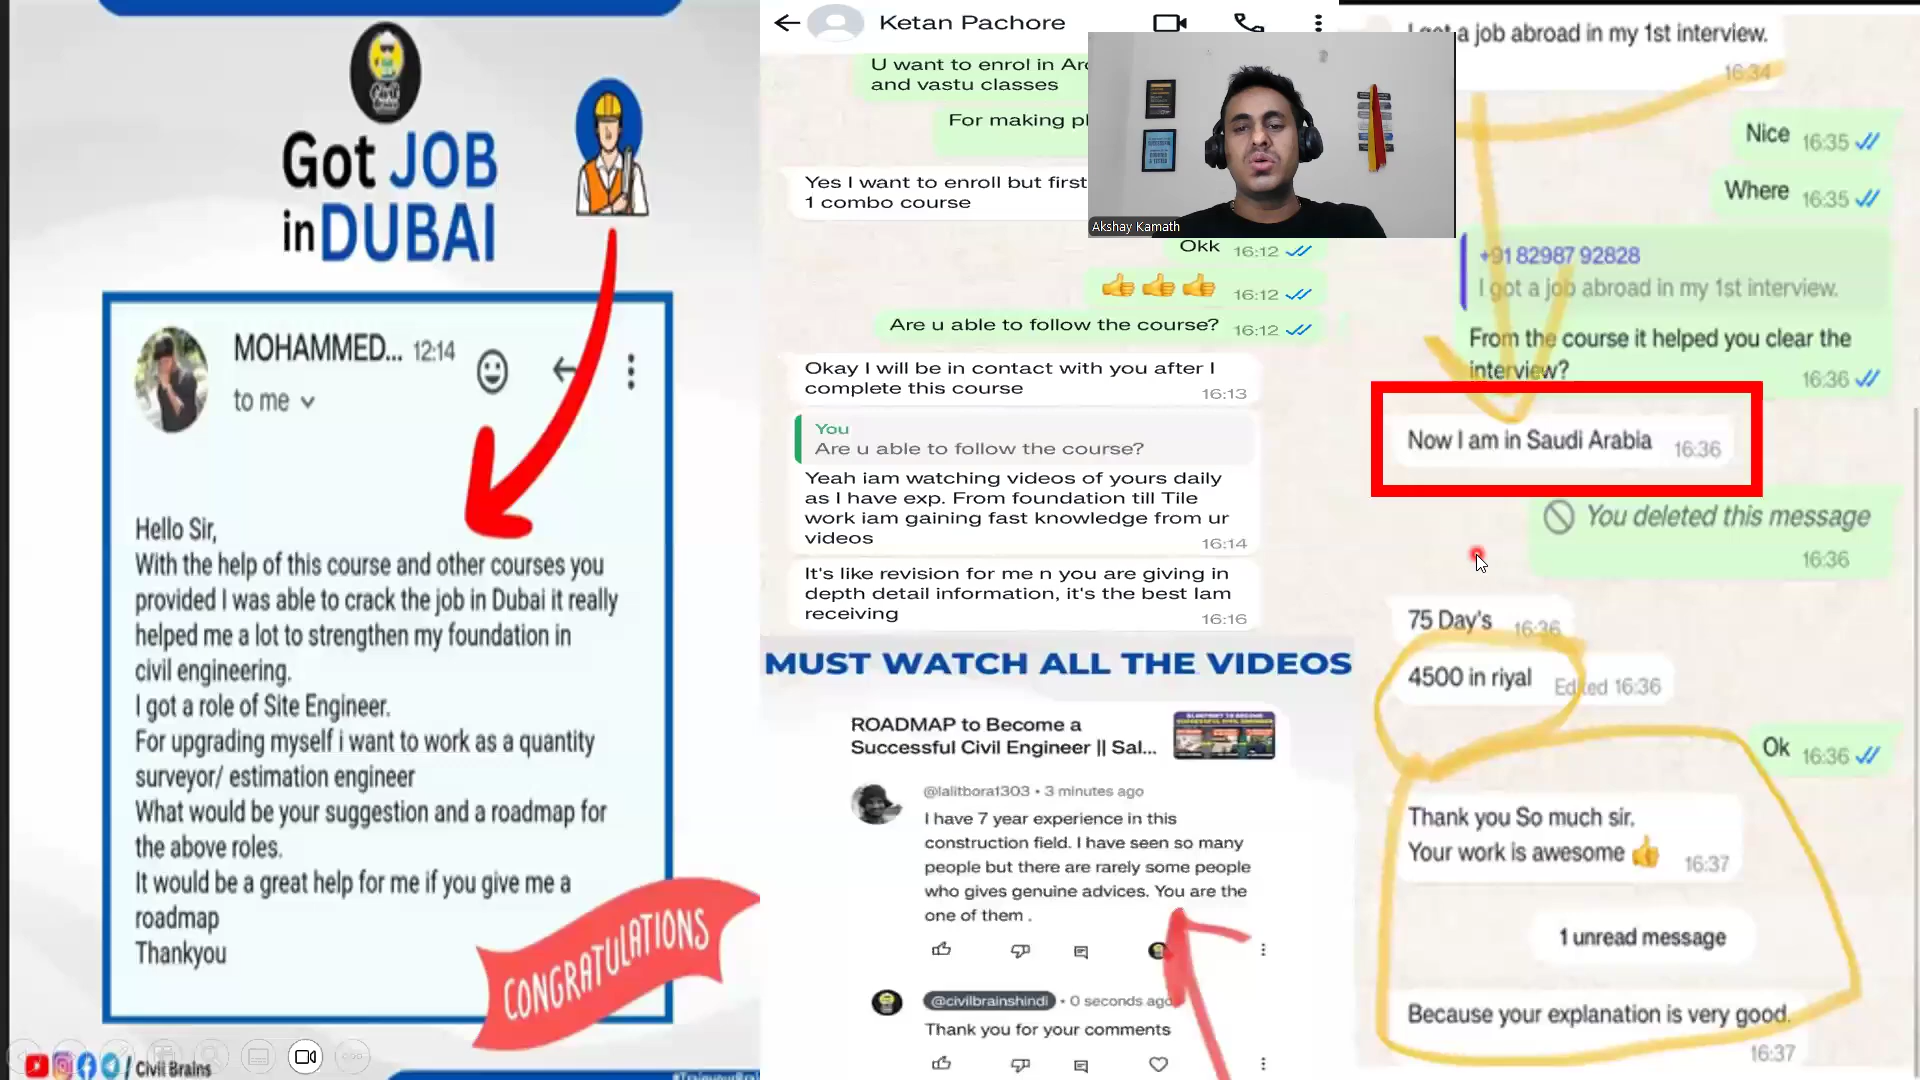 Got JOB
in DUBAI
MOHAMMED... 12:14
to me
Hello Sir,
With the help of this course and other courses you
provided I was able to crack the job in Dubai it really
helped me a lot to strengthen my foundation in
civil engineering.
I got a role of Site Engineer.
For upgrading myself i want to work as a quantity
surveyor/ estimation engineer
What would be your suggestion and a roadmap for
the above roles.
It would be a great help for me if you give me a
roadmap
Thankyou
CONGRATULATIONS
/ Civil Brains
Ketan Pachore
U want to enrol in
and vastu classes
For making
Yes I want to enroll but first
1 combo course
Akshay Kamath
Okk 16:12
👍👍👍 16:12
Are u able to follow the course? 16:12
Okay I will be in contact with you after I
complete this course 16:13
You
Are u able to follow the course?
Yeah iam watching videos of yours daily
as I have exp. From foundation till Tile
work iam gaining fast knowledge from ur
videos 16:14
It's like revision for me n you are giving in
depth detail information, it's the best Iam
receiving 16:16
MUST WATCH ALL THE VIDEOS
ROADMAP to Become a
Successful Civil Engineer || Sal...
@lalitbora1303 • 3 minutes ago
I have 7 year experience in this
construction field. I have seen so many
people but there are rarely some people
who gives genuine advices. You are the
one of them .
@civilbrainshindi • 0 seconds ago
Thank you for your comments
I got a job abroad in my 1st interview.
16:34
Nice 16:35
Where 16:35
+91 82987 92828
I got a job abroad in my 1st interview.
From the course it helped you clear the
interview? 16:36
Now I am in Saudi Arabia 16:36
You deleted this message
16:36
75 Day's 16:36
4500 in riyal Edited 16:36
Ok 16:36
Thank you So much sir.
Your work is awesome 👍 16:37
1 unread message
Because your explanation is very good.
16:37